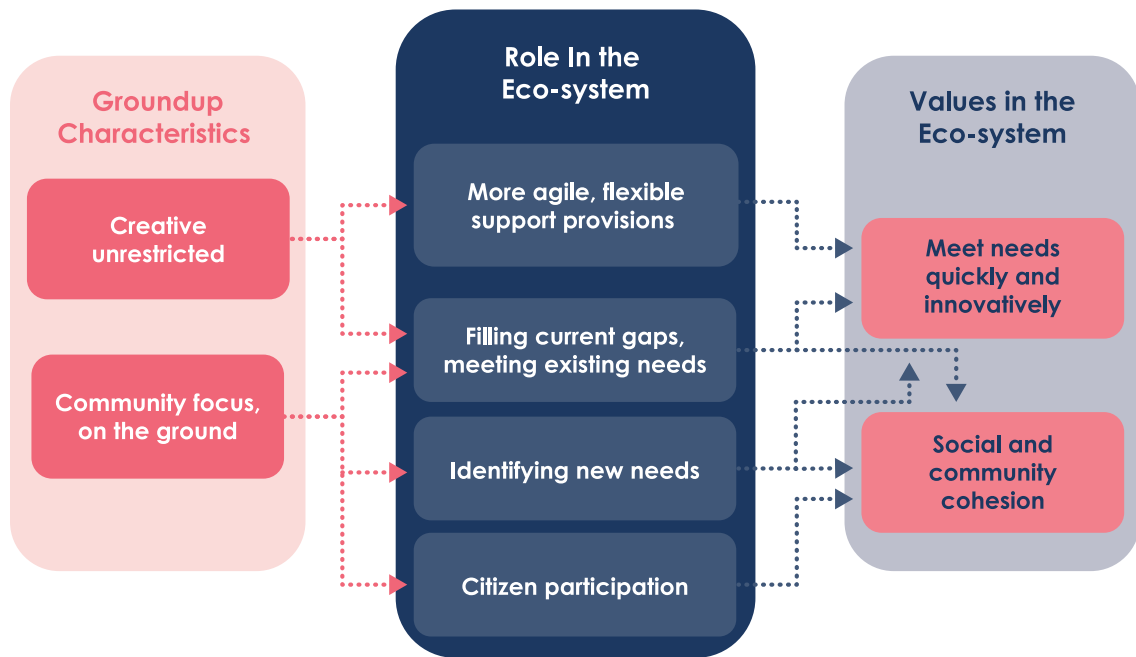 Groundup
Characteristics
Creative
unrestricted
Community focus,
on the ground
Role In the
Eco-system
More agile, flexible
support provisions
Filling current gaps,
meeting existing needs
Identifying new needs
Citizen participation
Values in the
Eco-system
Meet needs
quickly and
innovatively
Social and
community
cohesion